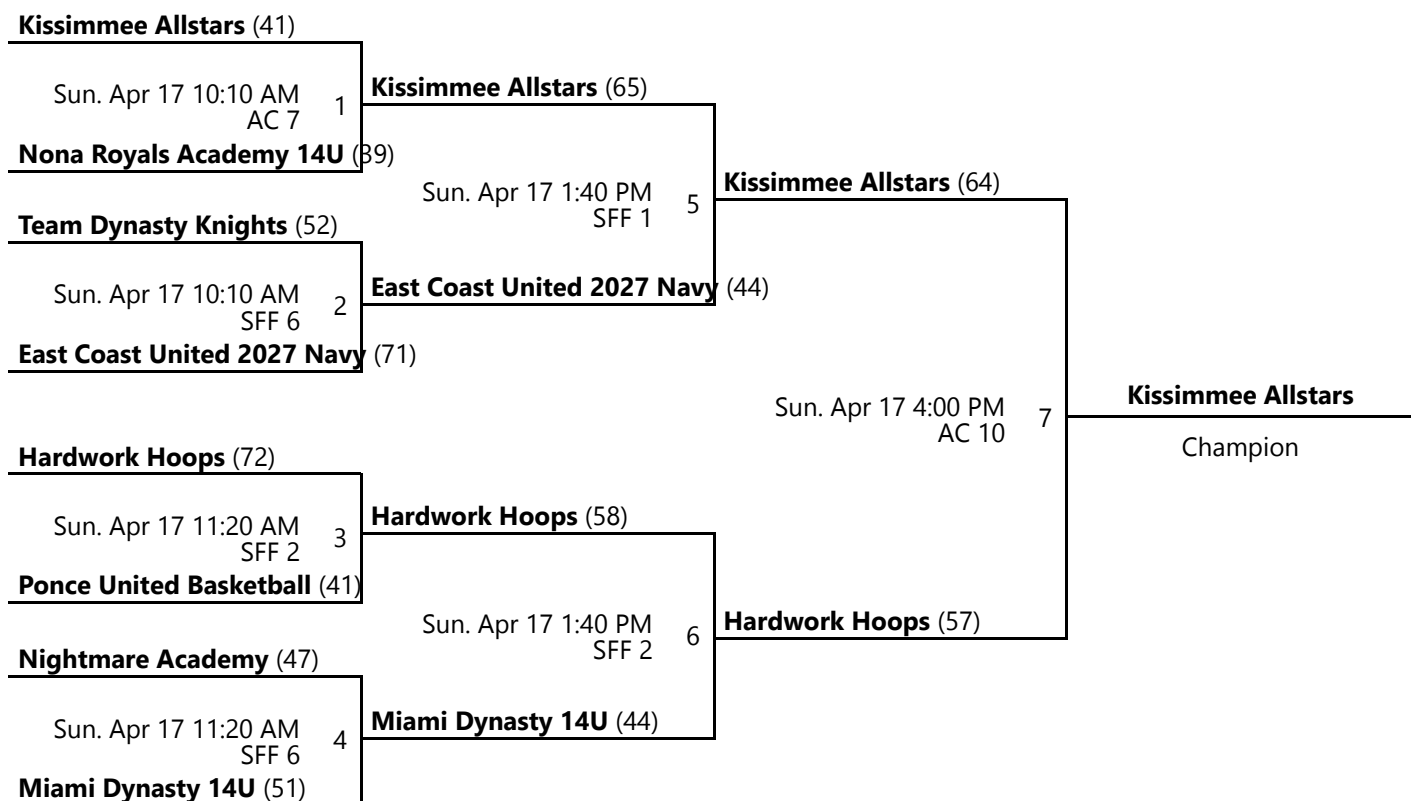 Kissimmee Allstars (41)
Sun. Apr 17 10:10 AM
AC 7
1
Nona Royals Academy 14U (39)
Kissimmee Allstars (65)
Sun. Apr 17 1:40 PM
SFF 1
5
Team Dynasty Knights (52)
Sun. Apr 17 10:10 AM
SFF 6
2
East Coast United 2027 Navy (71)
East Coast United 2027 Navy (44)
Kissimmee Allstars (64)
Sun. Apr 17 4:00 PM
AC 10
7
Kissimmee Allstars
Champion
Hardwork Hoops (72)
Sun. Apr 17 11:20 AM
SFF 2
3
Ponce United Basketball (41)
Hardwork Hoops (58)
Sun. Apr 17 1:40 PM
SFF 2
6
Hardwork Hoops (57)
Nightmare Academy (47)
Sun. Apr 17 11:20 AM
SFF 6
4
Miami Dynasty 14U (51)
Miami Dynasty 14U (44)